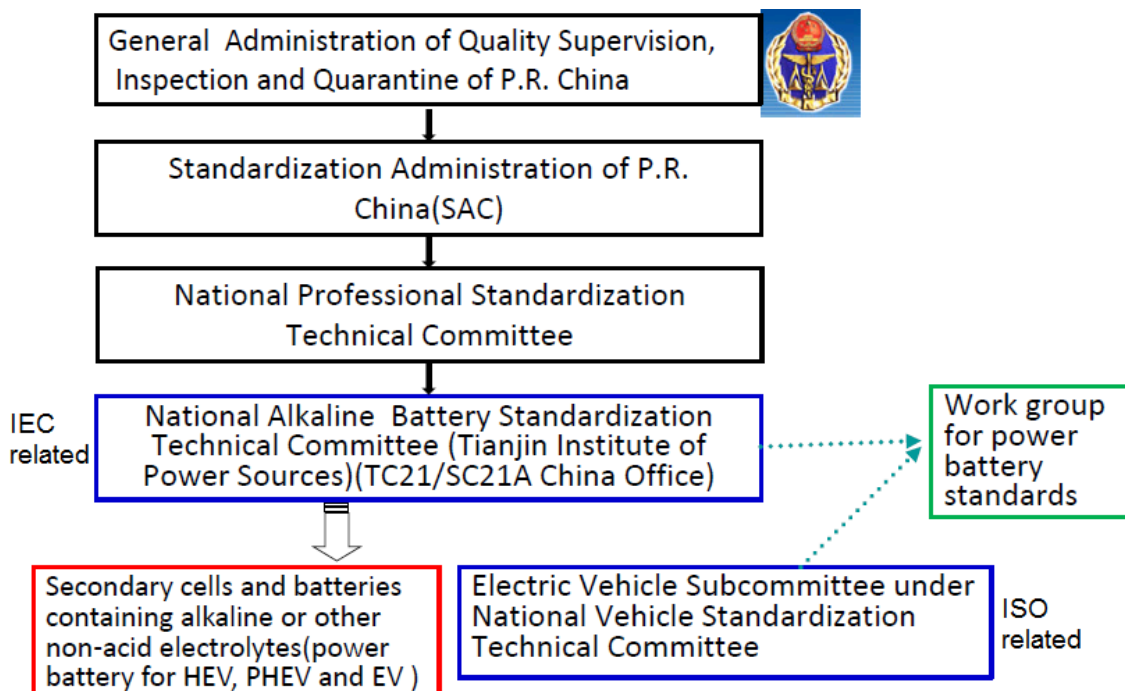 General Administration of Quality Supervision,
Inspection and Quarantine of P.R. China
Standardization Administration of P.R.
China(SAC)
National Professional Standardization
Technical Committee
IEC
related
National Alkaline Battery Standardization
Technical Committee (Tianjin Institute of
Power Sources)(TC21/SC21A China Office)
Work group
for power
battery
standards
Secondary cells and batteries
containing alkaline or other
non-acid electrolytes(power
battery for HEV, PHEV and EV )
Electric Vehicle Subcommittee under
National Vehicle Standardization
Technical Committee
ISO
related